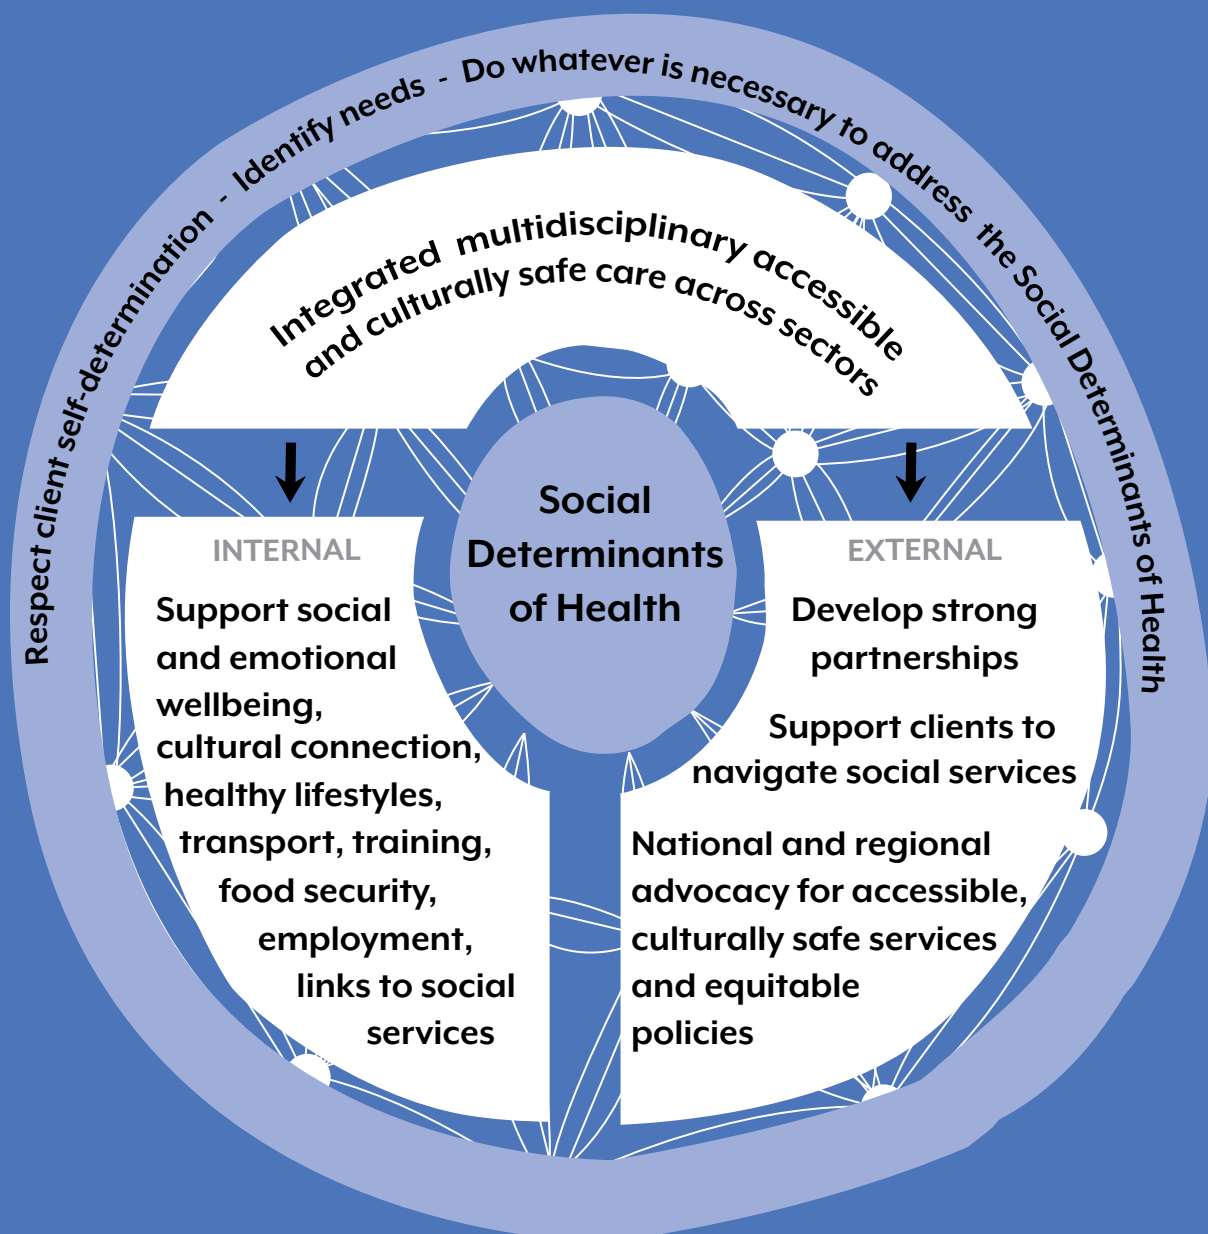 Respect client self-determination - Identify needs - Do whatever is necessary to address the Social Determinants of Health
Integrated multidisciplinary accessible
and culturally safe care across sectors
Social
Determinants
of Health
INTERNAL
Support social
and emotional
wellbeing,
cultural connection,
healthy lifestyles,
transport, training,
food security,
employment,
links to social
services
EXTERNAL
Develop strong
partnerships
Support clients to
navigate social services
National and regional
advocacy for accessible,
culturally safe services
and equitable
policies